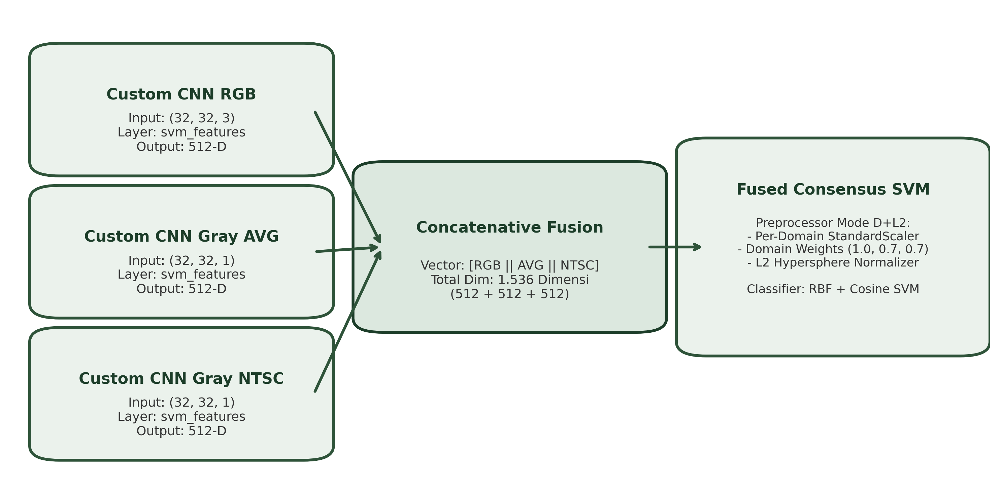 Custom CNN RGB
Input: (32, 32, 3)
Layer: svm_features
Output: 512-D
Custom CNN Gray AVG
Input: (32, 32, 1)
Layer: svm_features
Output: 512-D
Custom CNN Gray NTSC
Input: (32, 32, 1)
Layer: svm_features
Output: 512-D
Concatenative Fusion
Vector: [RGB || AVG || NTSC]
Total Dim: 1.536 Dimensi
(512 + 512 + 512)
Fused Consensus SVM
Preprocessor Mode D+L2:
- Per-Domain StandardScaler
- Domain Weights (1.0, 0.7, 0.7)
- L2 Hypersphere Normalizer
Classifier: RBF + Cosine SVM